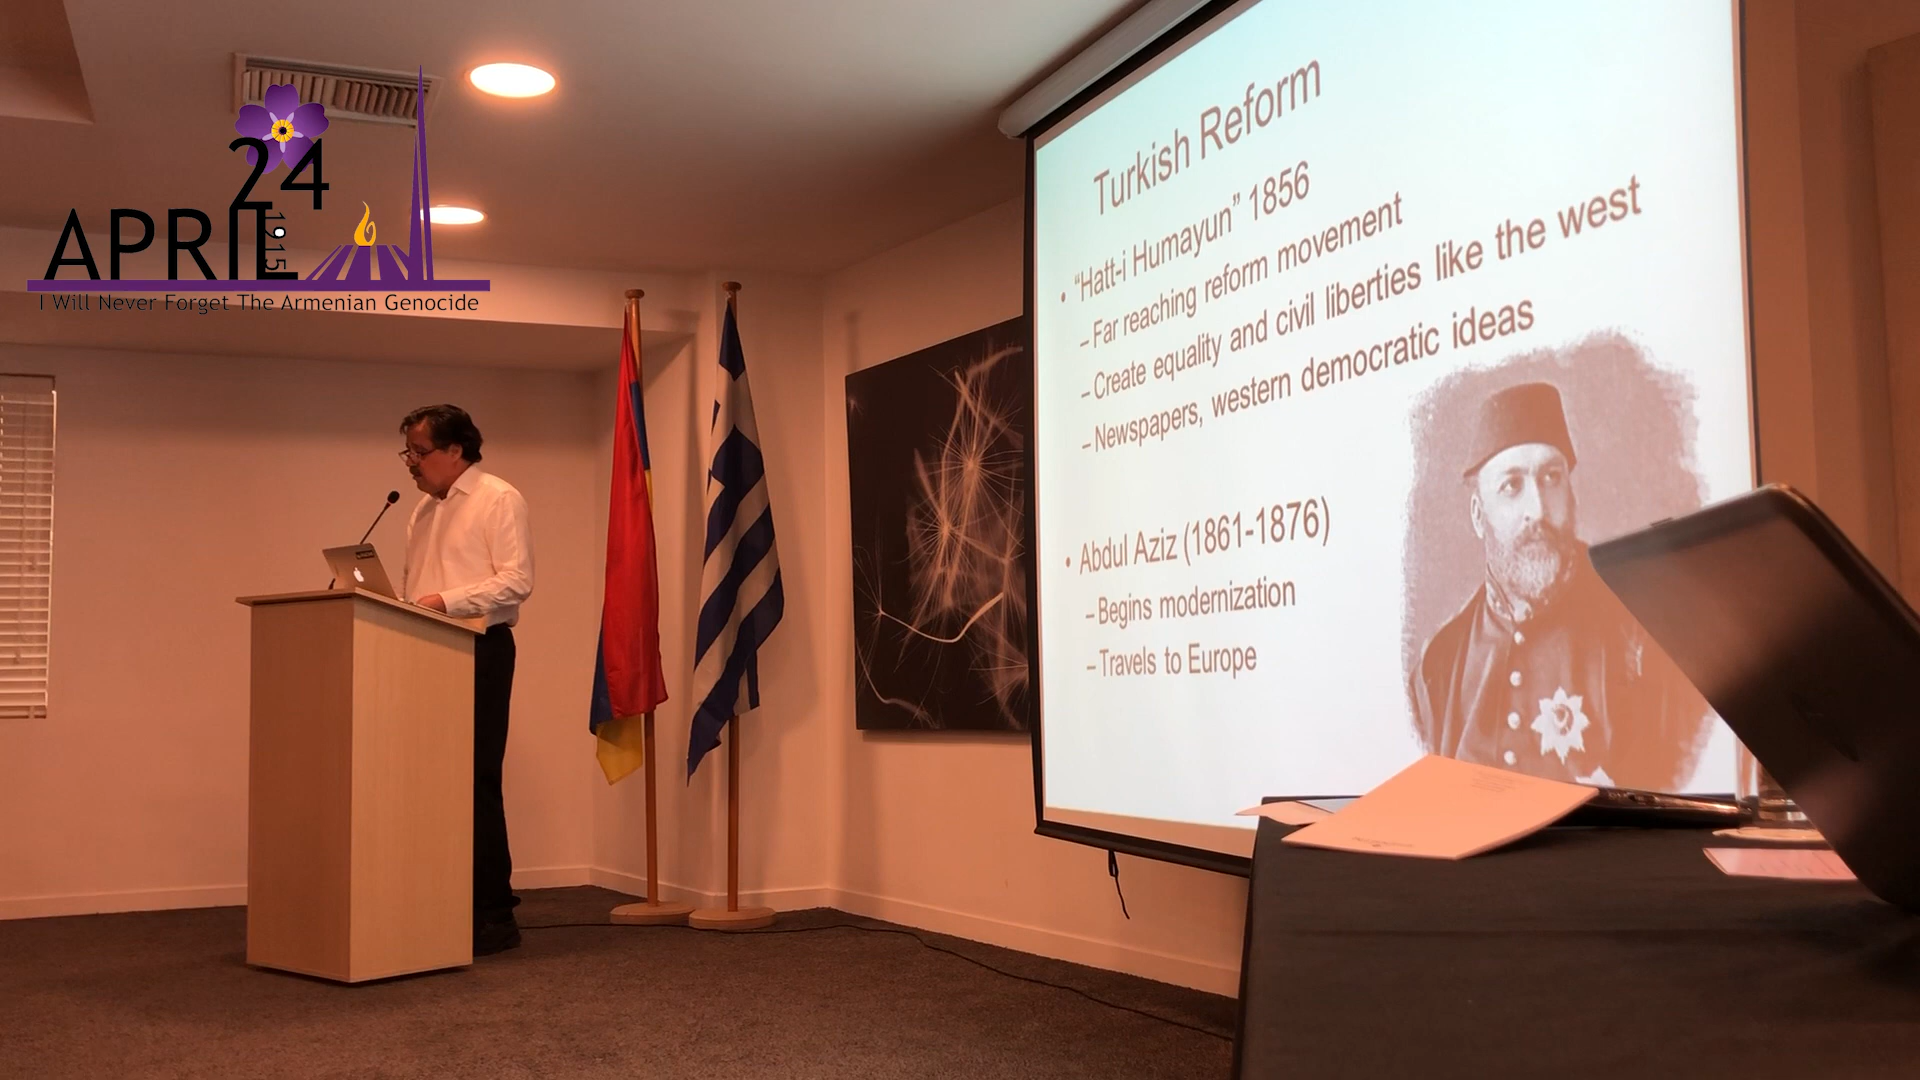 24
APRIL
1915
I Will Never Forget The Armenian Genocide
Turkish Reform
• “Hatt-i Humayun” 1856
– Far reaching reform movement
– Create equality and civil liberties like the west
– Newspapers, western democratic ideas
• Abdul Aziz (1861-1876)
– Begins modernization
– Travels to Europe